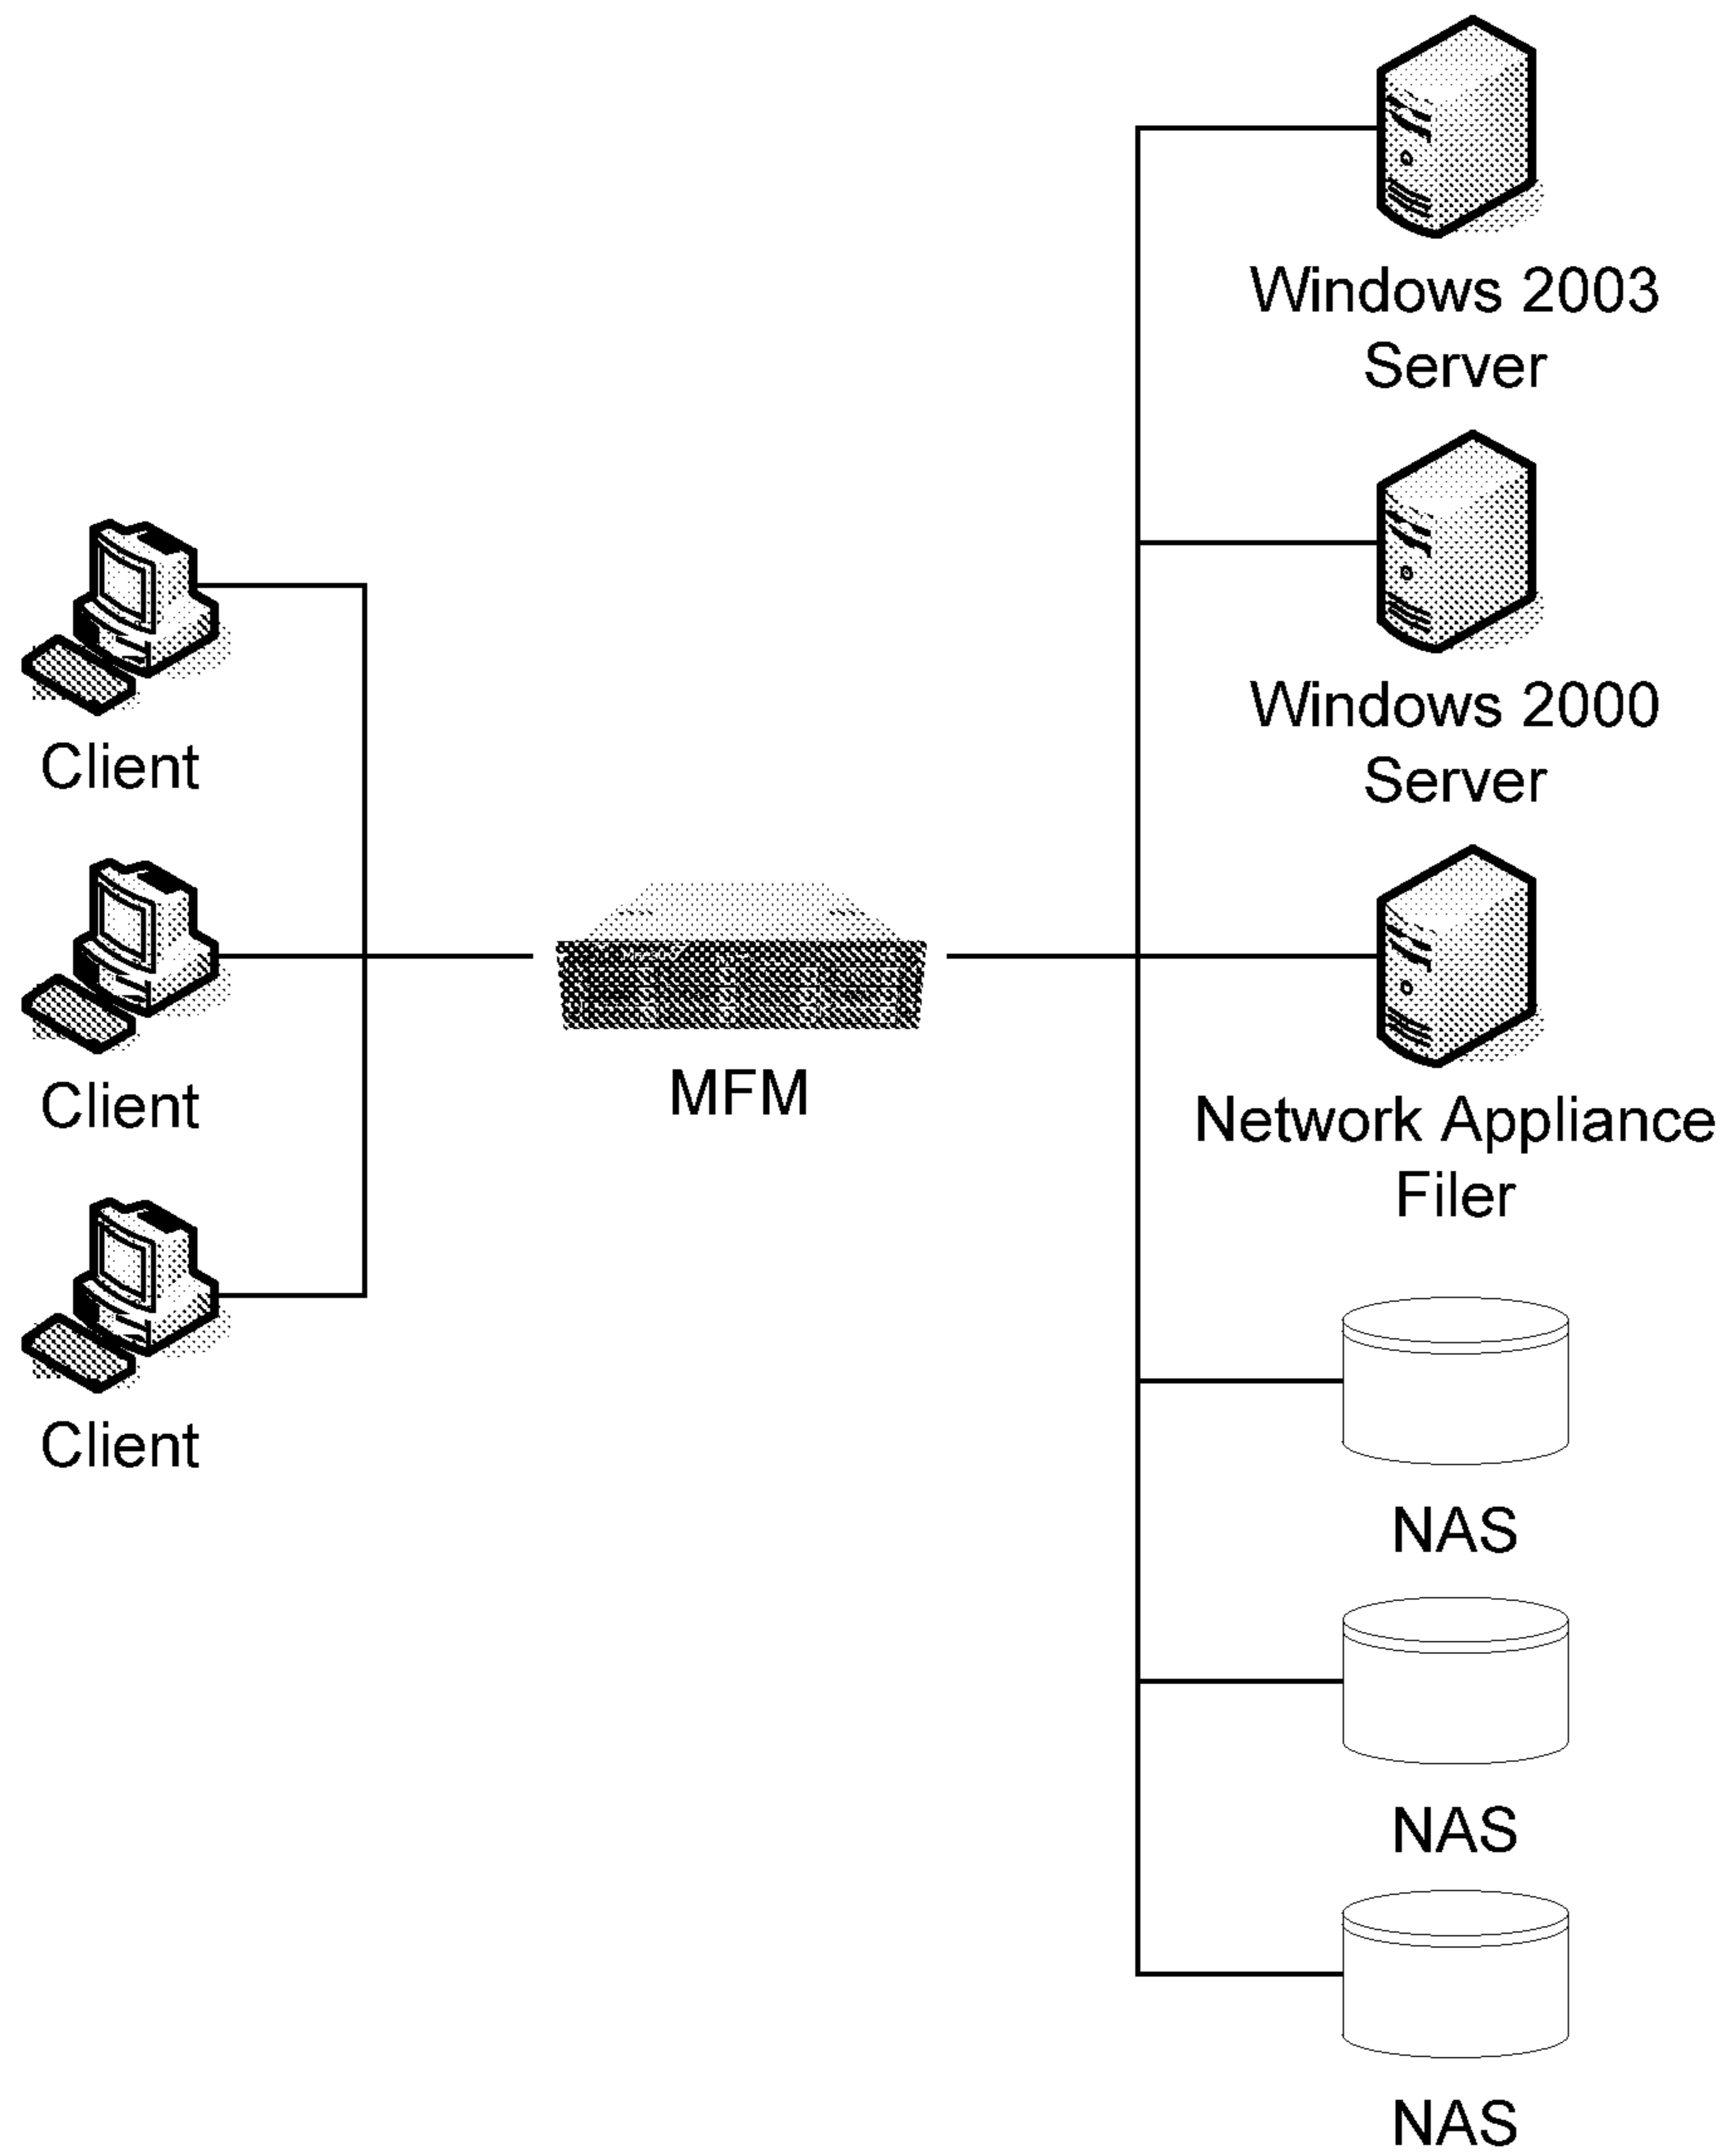 Windows 2003
Server
Windows 2000
Server
Client
Client
MFM
Network Appliance
Filer
Client
NAS
NAS
NAS